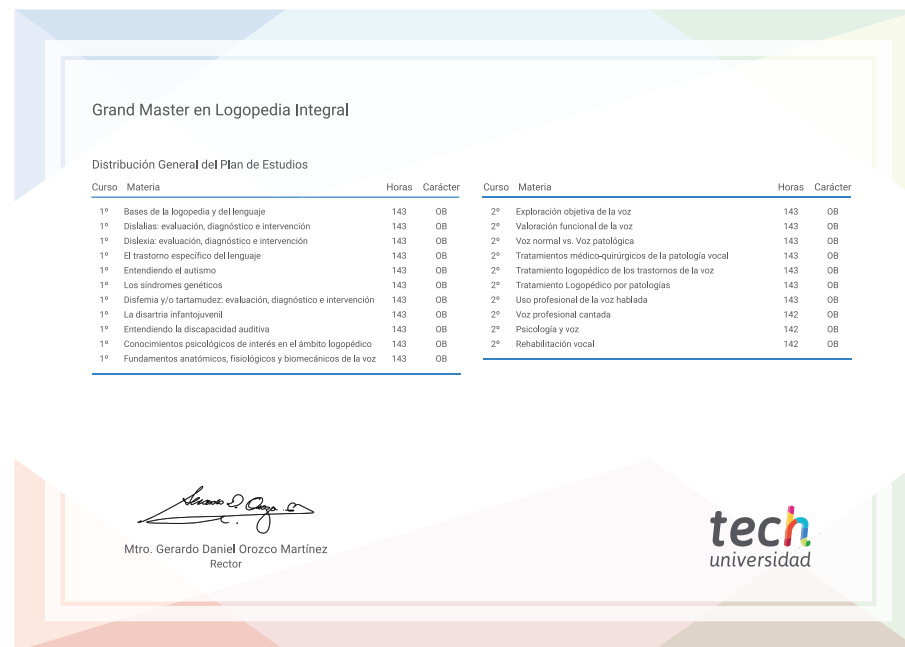 Grand Master en Logopedia Integral
Distribución General del Plan de Estudios
Curso Materia Horas Carácter
1º Bases de la logopedia y del lenguaje 143 OB
1º Dislalias: evaluación, diagnóstico e intervención 143 OB
1º Dislexia: evaluación, diagnóstico e intervención 143 OB
1º El trastorno específico del lenguaje 143 OB
1º Entendiendo el autismo 143 OB
1º Los síndromes genéticos 143 OB
1º Disfemia y/o tartamudez: evaluación, diagnóstico e intervención 143 OB
1º La disartria infantojuvenil 143 OB
1º Entendiendo la discapacidad auditiva 143 OB
1º Conocimientos psicológicos de interés en el ámbito logopédico 143 OB
1º Fundamentos anatómicos, fisiológicos y biomecánicos de la voz 143 OB
Curso Materia Horas Carácter
2º Exploración objetiva de la voz 143 OB
2º Valoración funcional de la voz 143 OB
2º Voz normal vs. Voz patológica 143 OB
2º Tratamientos médico-quirúrgicos de la patología vocal 143 OB
2º Tratamiento logopédico de los trastornos de la voz 143 OB
2º Tratamiento Logopédico por patologías 143 OB
2º Uso profesional de la voz hablada 143 OB
2º Voz profesional cantada 142 OB
2º Psicología y voz 142 OB
2º Rehabilitación vocal 142 OB
Mtro. Gerardo Daniel Orozco Martínez
Rector
tech
universidad